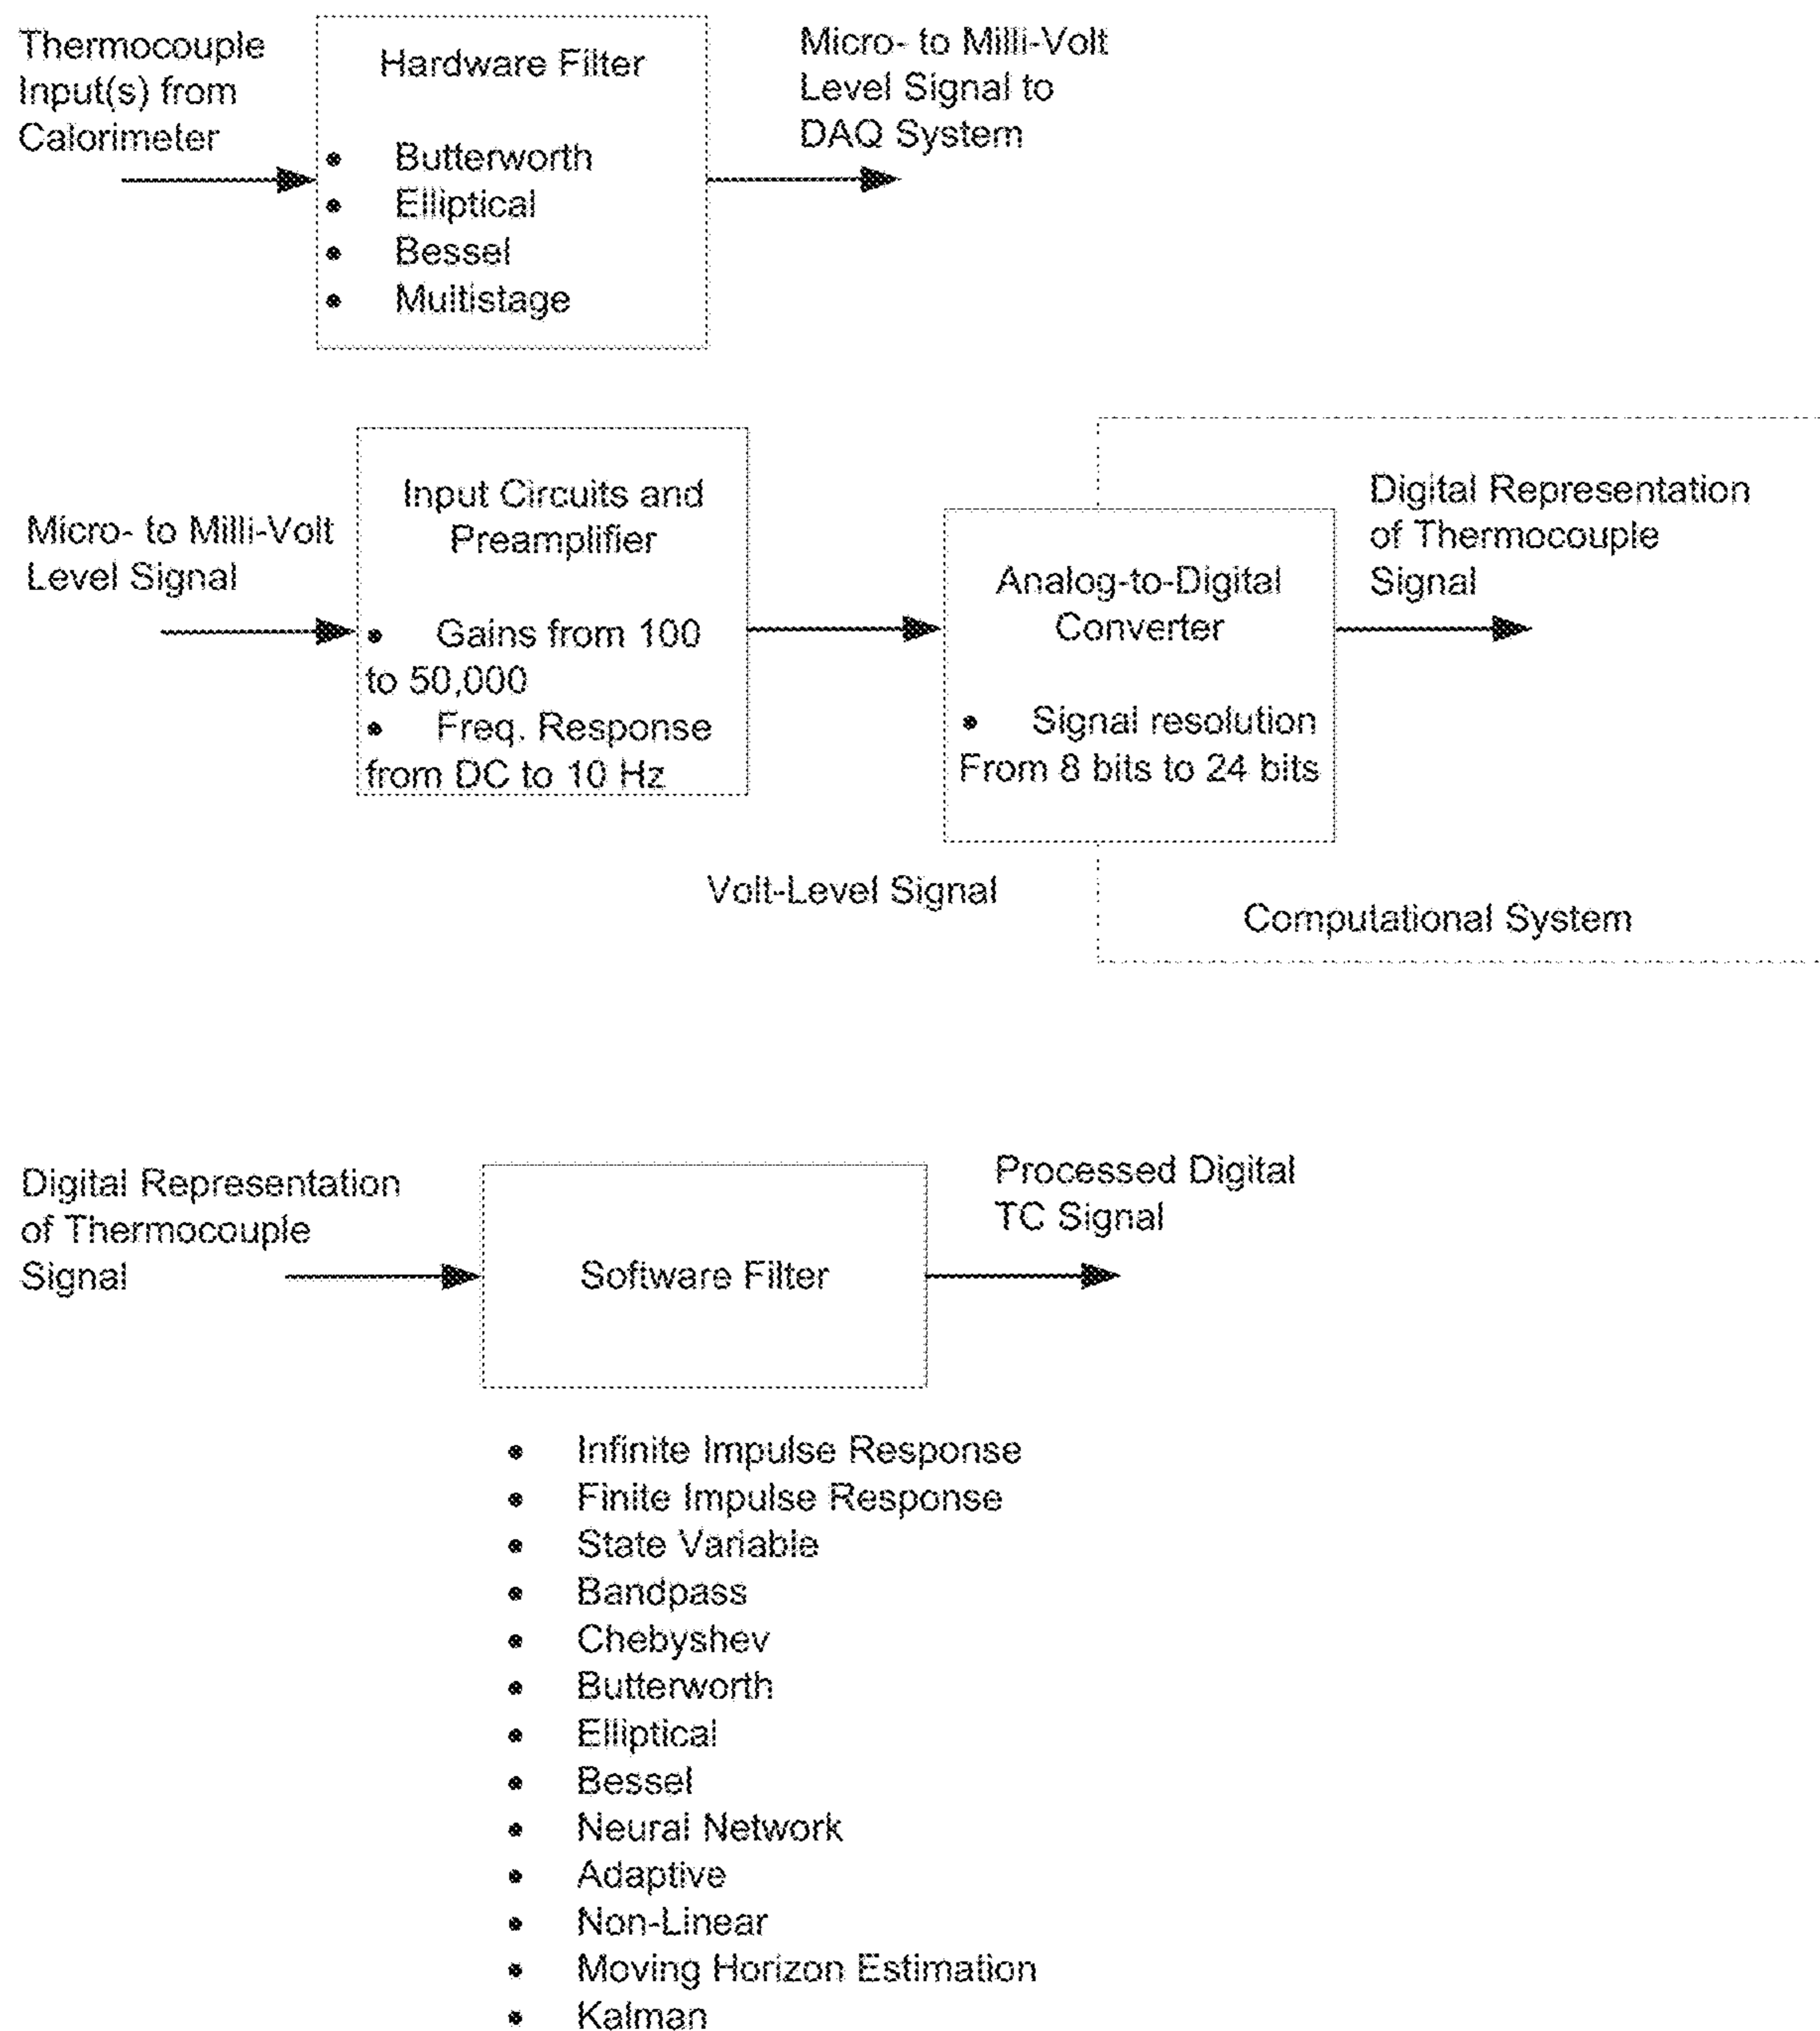 Thermocouple
Input(s) from
Calorimeter
Hardware Filter
• Butterworth
• Elliptical
• Bessel
• Multistage
Micro- to Milli-Volt
Level Signal to
DAQ System
Micro- to Milli-Volt
Level Signal
Input Circuits and
Preamplifier
• Gains from 100
to 50,000
• Freq. Response
from DC to 10 Hz
Volt-Level Signal
Analog-to-Digital
Converter
• Signal resolution
From 8 bits to 24 bits
Digital Representation
of Thermocouple
Signal
Computational System
Digital Representation
of Thermocouple
Signal
Software Filter
Processed Digital
TC Signal
• Infinite Impulse Response
• Finite Impulse Response
• State Variable
• Bandpass
• Chebyshev
• Butterworth
• Elliptical
• Bessel
• Neural Network
• Adaptive
• Non-Linear
• Moving Horizon Estimation
• Kalman